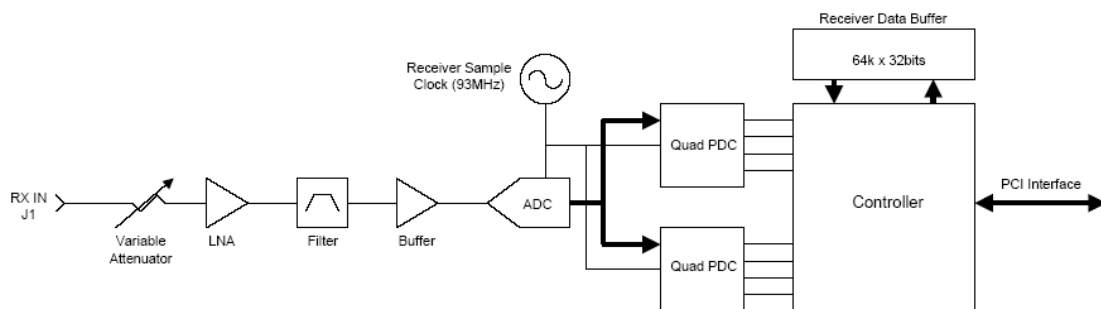 Receiver Data Buffer
64k x 32bits
Receiver Sample
Clock (93MHz)
Quad PDC
RX IN
J1
Variable
Attenuator
LNA
Filter
Buffer
ADC
Controller
PCI Interface
Quad PDC